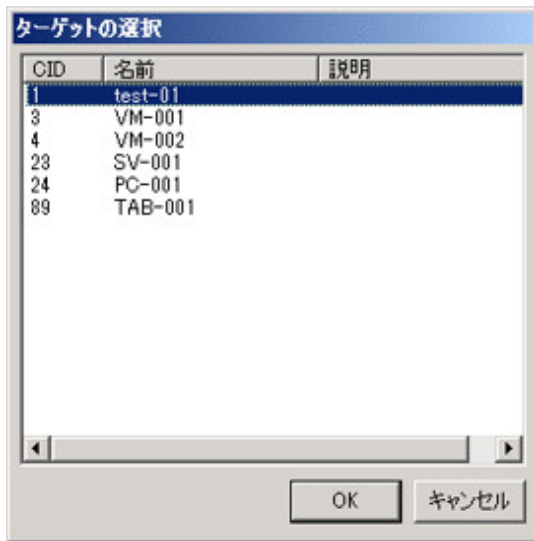 ターゲットの選択
CID 名前 説明
1 test-01
3 VM-001
4 VM-002
23 SV-001
24 PC-001
89 TAB-001
OK キャンセル